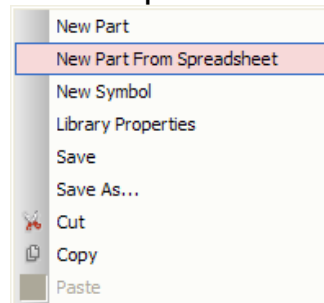 New Part
New Part From Spreadsheet
New Symbol
Library Properties
Save
Save As...
Cut
Copy
Paste